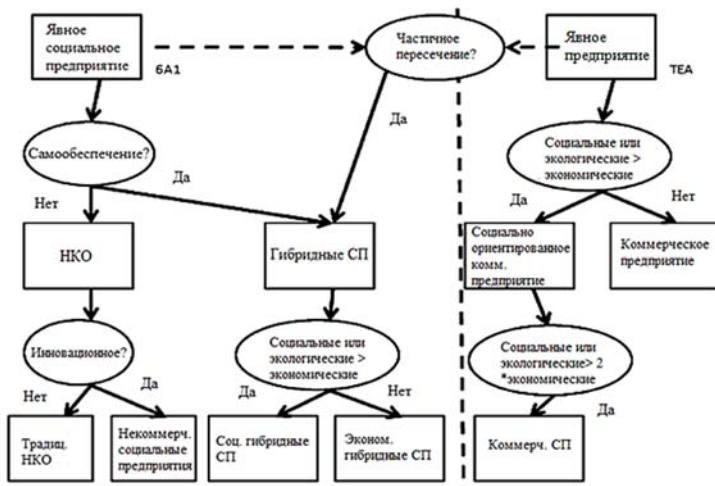 Явное
социальное
предприятие
6А1
Частичное
пересечение?
Явное
предприятие
TEA
Самообеспечение?
Да
Да
Нет
Социальные или
экологические >
экономические
Да
Нет
НКО
Гибридные СП
Социально
ориентированное
комм.
предприятие
Коммерческое
предприятие
Инновационное?
Нет
Да
Социальные или
экологические >
экономические
Да
Нет
Социальные или
экологические> 2
*экономические
Да
Традиц.
НКО
Некоммерч.
социальные
предприятия
Соц. гибридные
СП
Эконом.
гибридные СП
Коммерч. СП